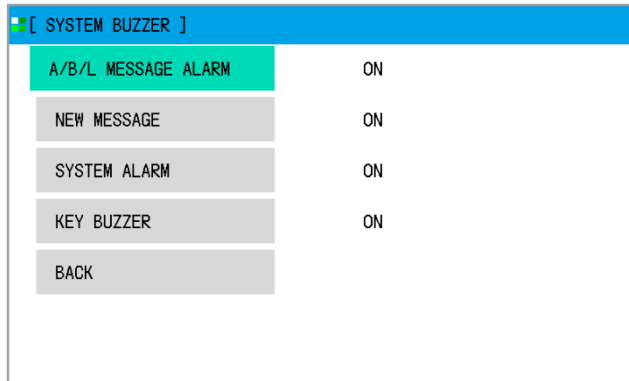 [ SYSTEM BUZZER ]
A/B/L MESSAGE ALARM ON
NEW MESSAGE ON
SYSTEM ALARM ON
KEY BUZZER ON
BACK